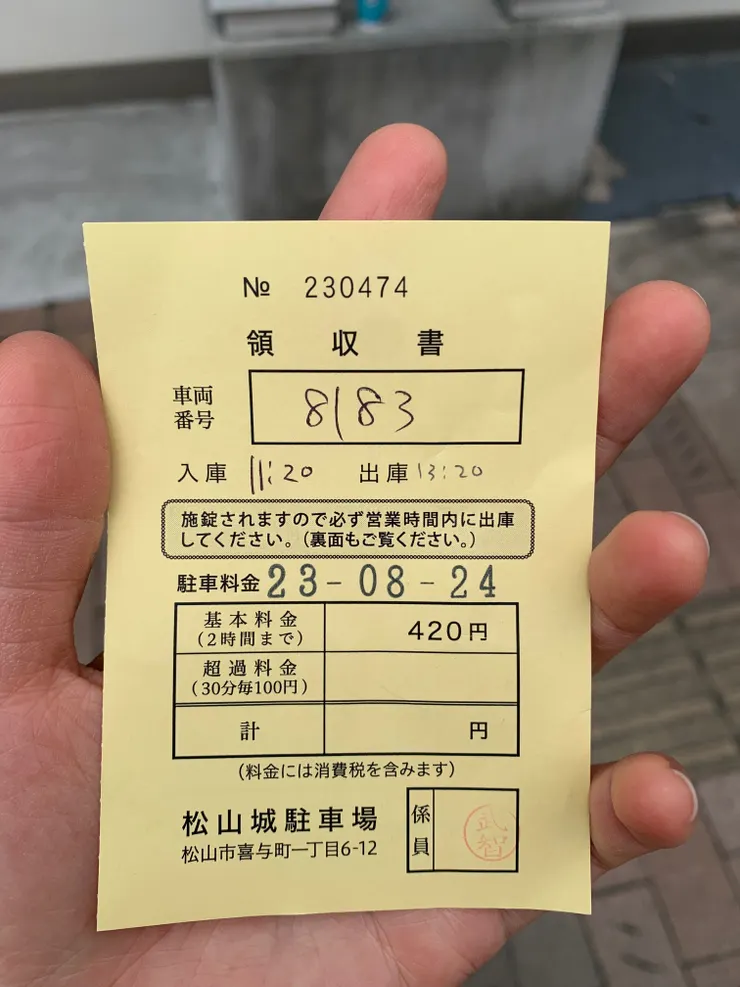 № 230474
領収書
車両番号 8183
入庫 11:20 出庫 13:20
施錠されますので必ず営業時間内に出庫
してください。(裏面もご覧ください。)
駐車料金 23-08-24
基本料金
(2時間まで) 420円
超過料金
(30分毎100円)
計 円
(料金には消費税を含みます)
松山城駐車場
松山市喜与町一丁目6-12
係員 武智